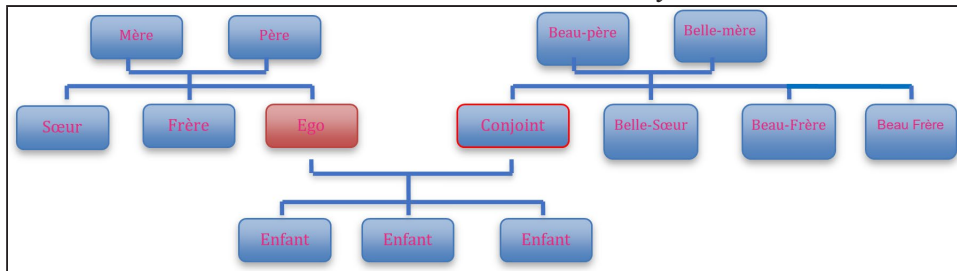 Mère
Père
Beau-père
Belle-mère
Sœur
Frère
Ego
Conjoint
Belle-Sœur
Beau-Frère
Beau Frère
Enfant
Enfant
Enfant